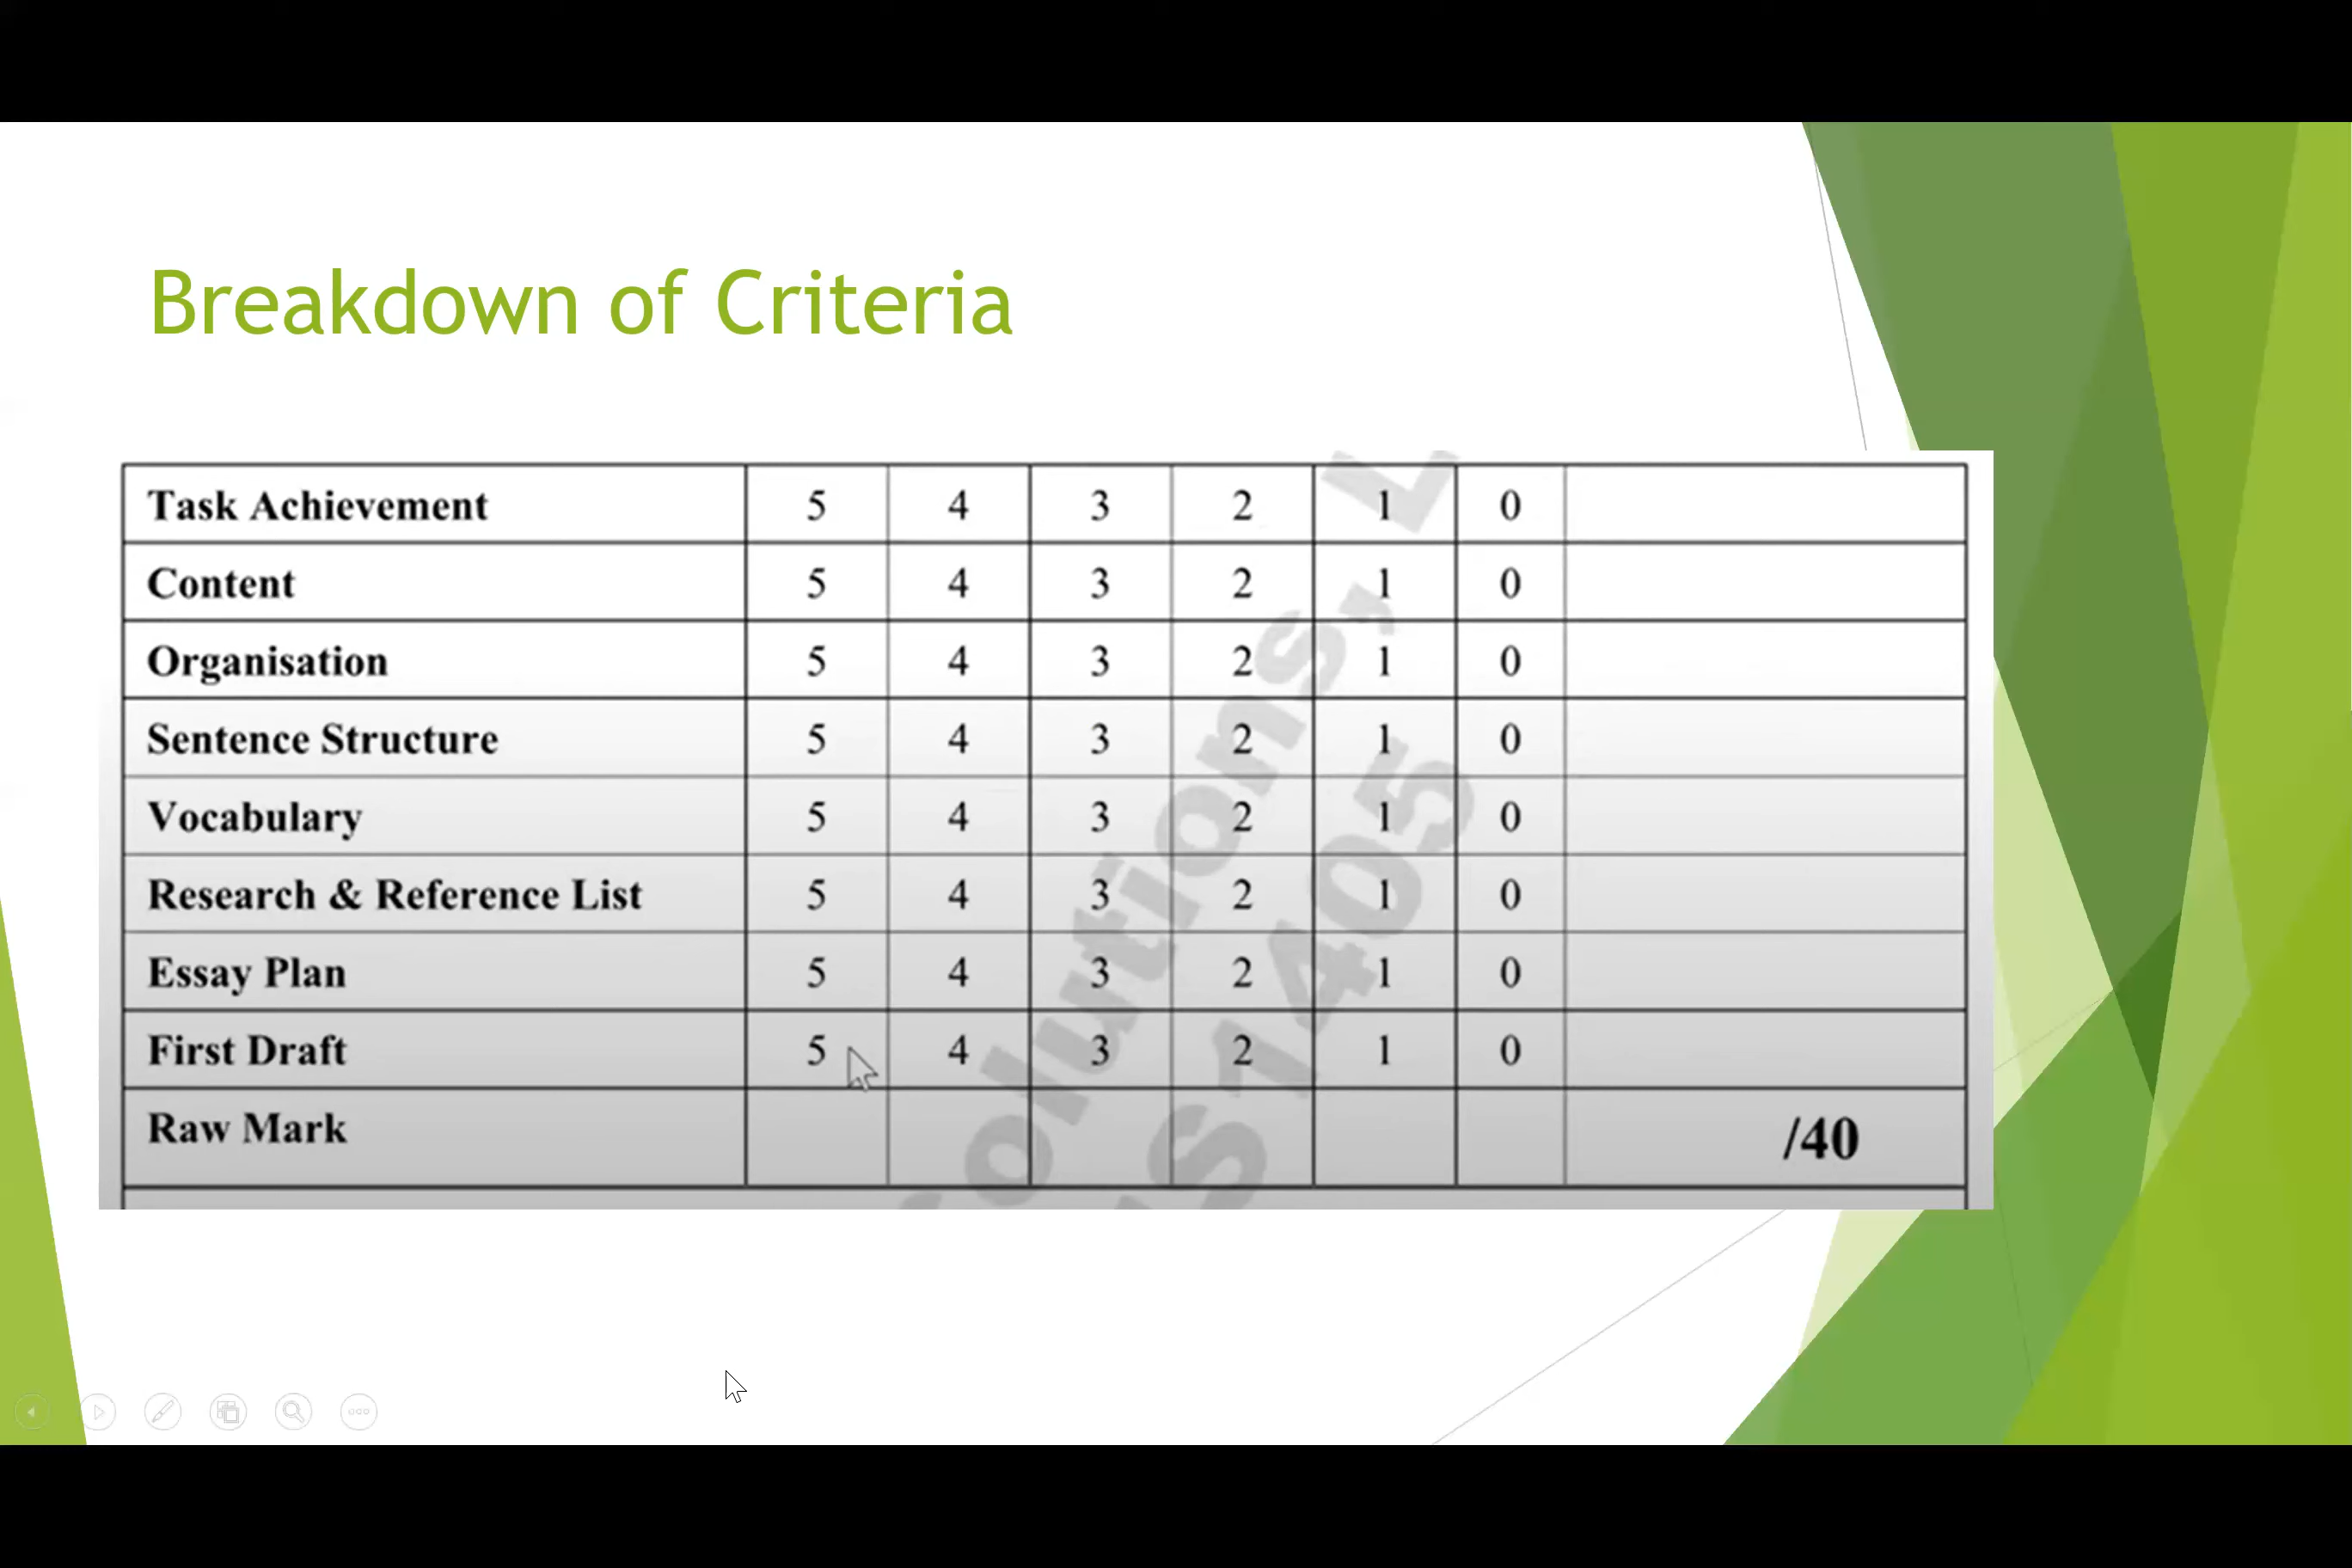 Breakdown of Criteria
Task Achievement 5 4 3 2 1 0
Content 5 4 3 2 1 0
Organisation 5 4 3 2 1 0
Sentence Structure 5 4 3 2 1 0
Vocabulary 5 4 3 2 1 0
Research & Reference List 5 4 3 2 1 0
Essay Plan 5 4 3 2 1 0
First Draft 5 4 3 2 1 0
Raw Mark /40
olutions, L
S1405